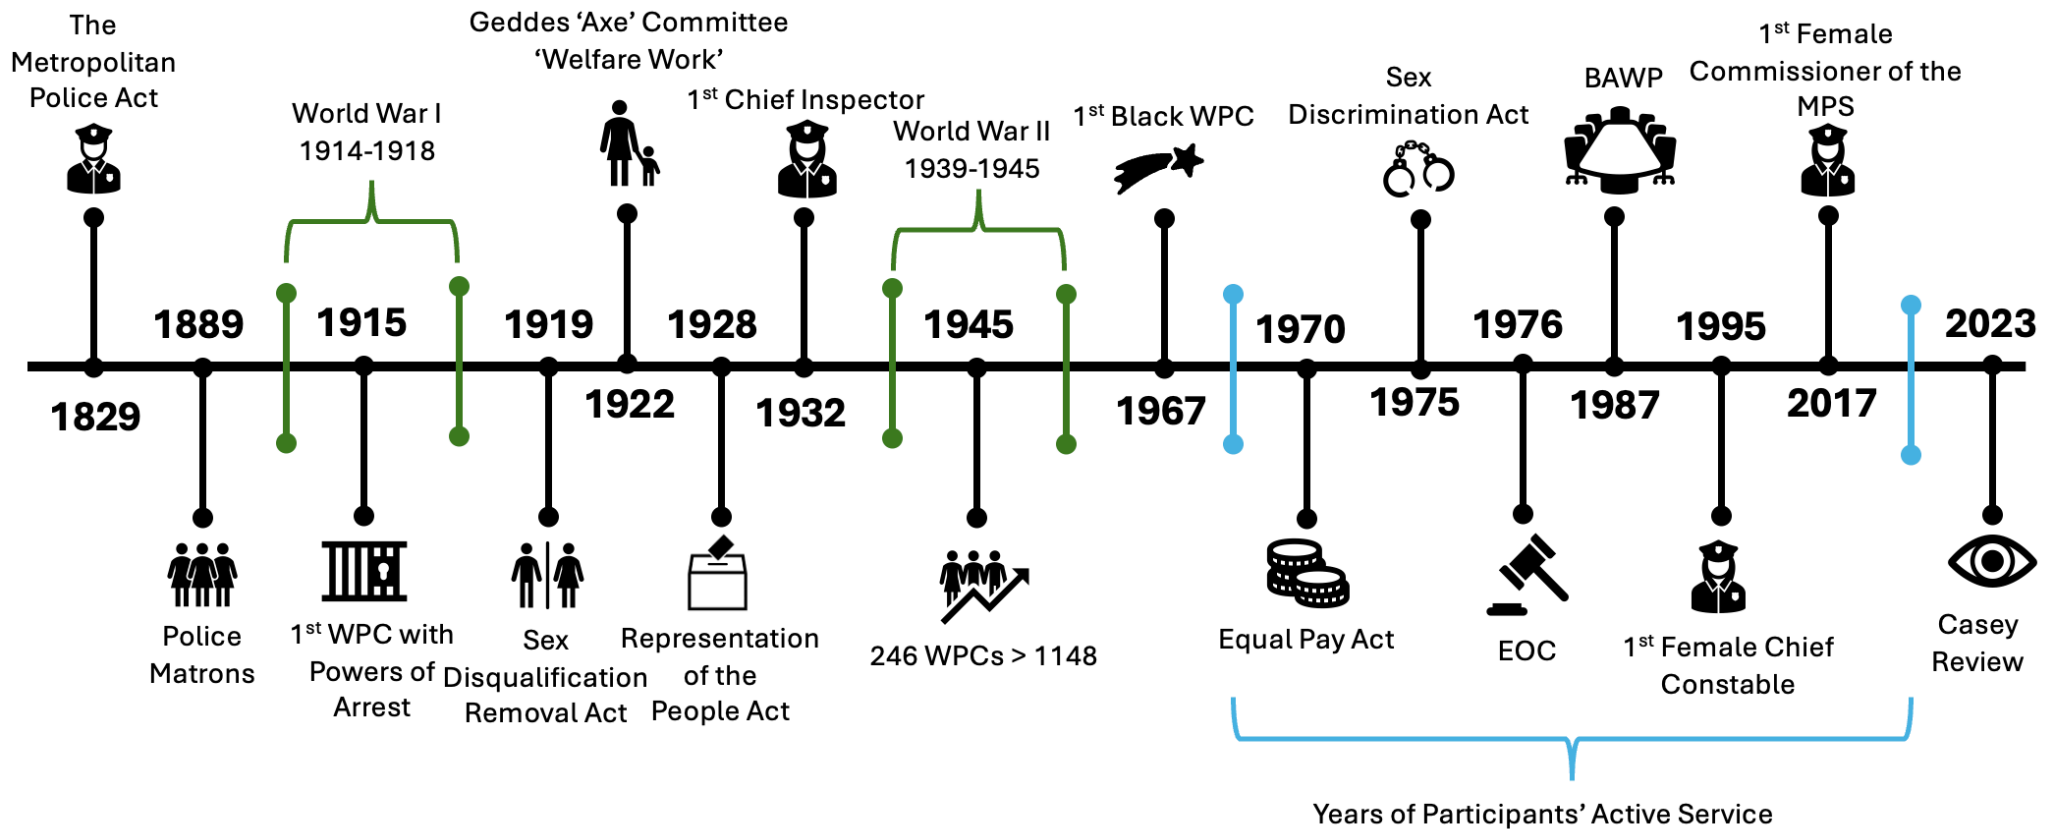 The
Metropolitan
Police Act
World War I
1914-1918
Geddes ‘Axe’ Committee
‘Welfare Work’
1st Chief Inspector
World War II
1939-1945
1st Black WPC
Sex
Discrimination Act
BAWP
1st Female
Commissioner of the
MPS
1829
1889
1915
1919
1922
1928
1932
1945
1967
1970
1975
1976
1987
1995
2017
2023
Police
Matrons
1st WPC with
Powers of
Arrest
Sex
Disqualification
Removal Act
Representation
of the
People Act
246 WPCs > 1148
Equal Pay Act
EOC
1st Female Chief
Constable
Casey
Review
Years of Participants’ Active Service